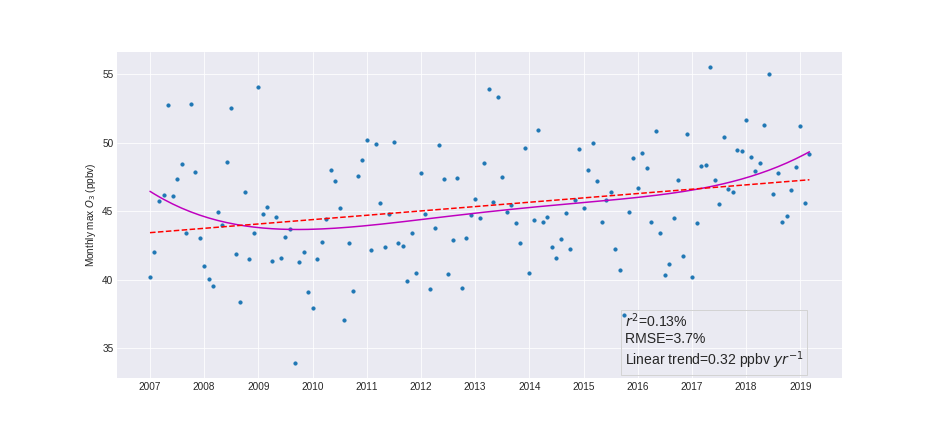 55
50
45
40
35
Monthly max O₃ (ppbv)
r²=0.13%
RMSE=3.7%
Linear trend=0.32 ppbv yr⁻¹
2007 2008 2009 2010 2011 2012 2013 2014 2015 2016 2017 2018 2019